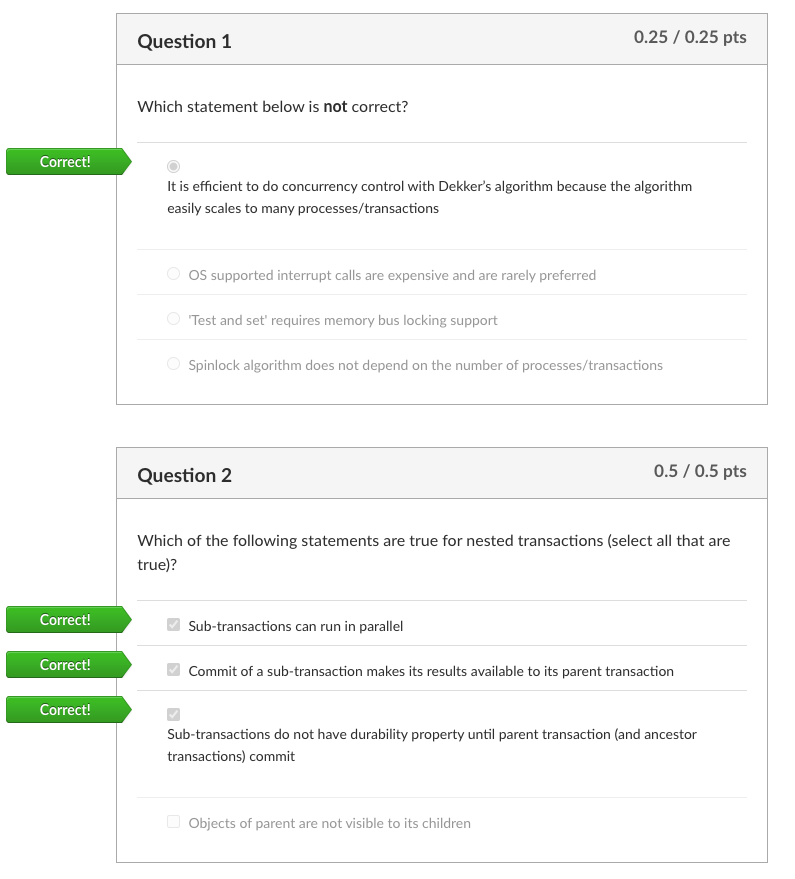 Question 1
0.25 / 0.25 pts
Which statement below is not correct?
Correct!
It is efficient to do concurrency control with Dekker's algorithm because the algorithm
easily scales to many processes/transactions
OS supported interrupt calls are expensive and are rarely preferred
'Test and set' requires memory bus locking support
Spinlock algorithm does not depend on the number of processes/transactions
Question 2
0.5 / 0.5 pts
Which of the following statements are true for nested transactions (select all that are
true)?
Correct!
Sub-transactions can run in parallel
Correct!
Commit of a sub-transaction makes its results available to its parent transaction
Correct!
Sub-transactions do not have durability property until parent transaction (and ancestor
transactions) commit
Objects of parent are not visible to its children